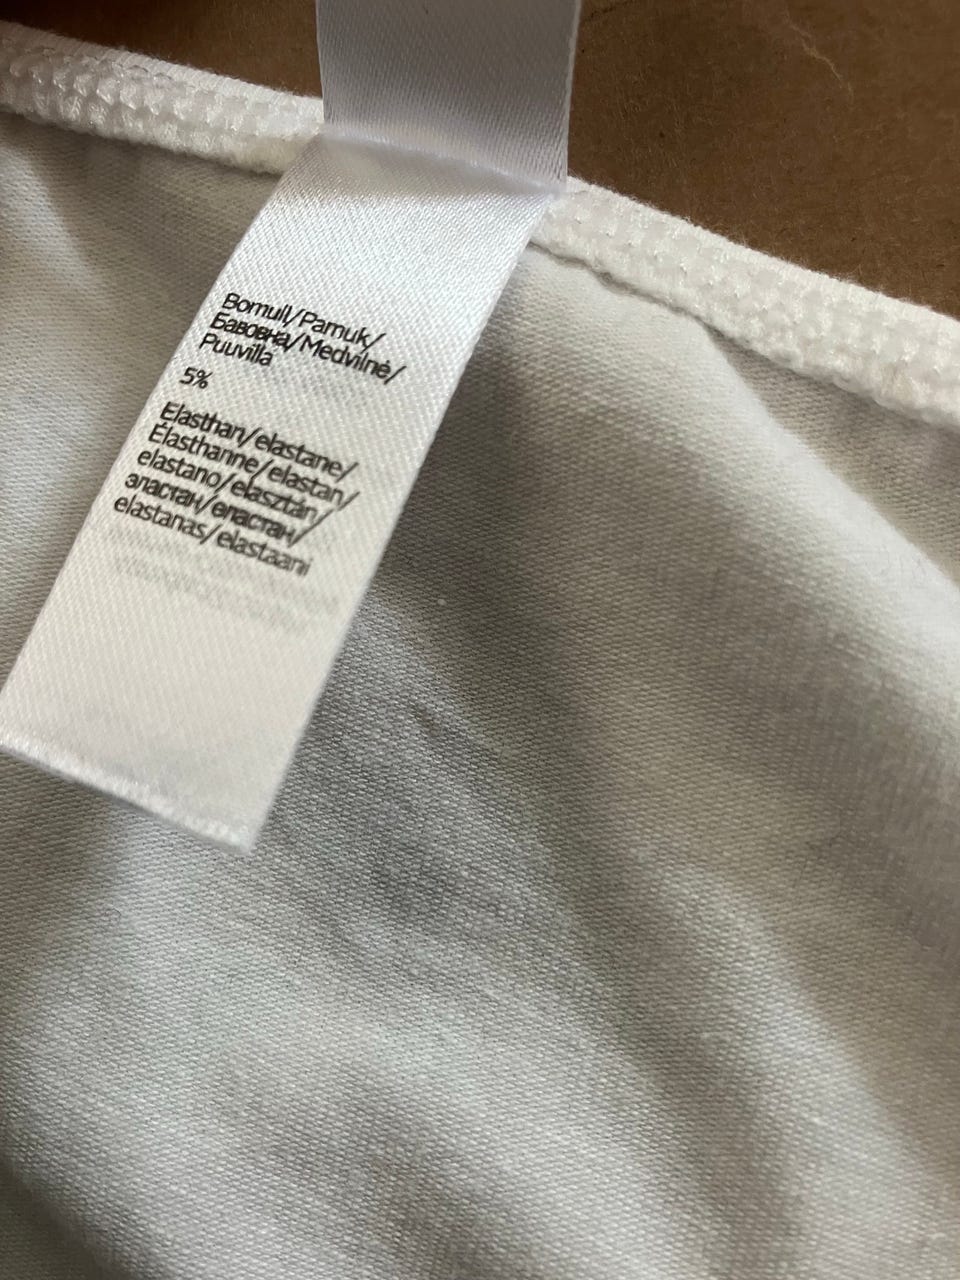 Bomull/Pamuk/
Бавовна/Medvilnė/
Puuvilla
5%
Elasthan/elastane/
Élasthanne/elastan/
elastano/elasztán/
эластан/еластан/
elastanas/elastaani